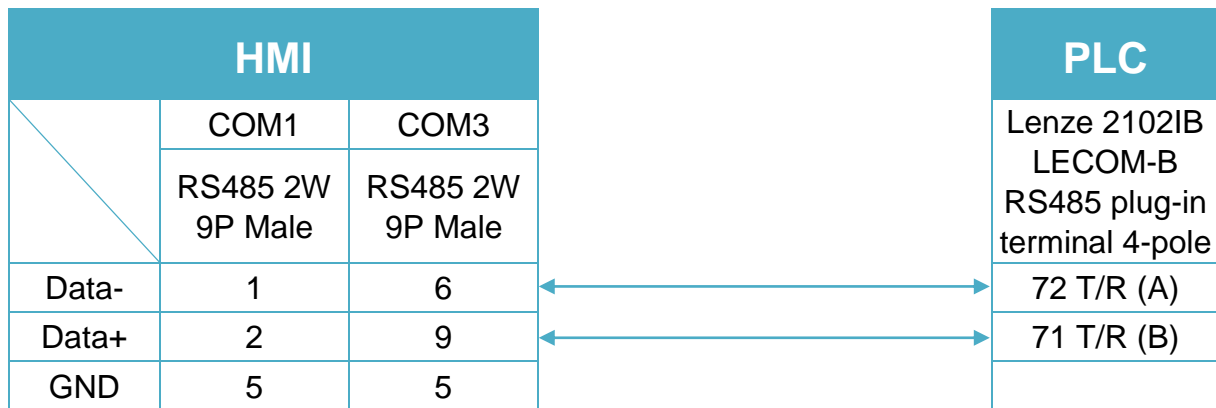 HMI PLC
COM1 COM3 Lenze 2102IB
LECOM-B
RS485 2W RS485 2W RS485 plug-in
9P Male 9P Male terminal 4-pole
Data- 1 6 72 T/R (A)
Data+ 2 9 71 T/R (B)
GND 5 5